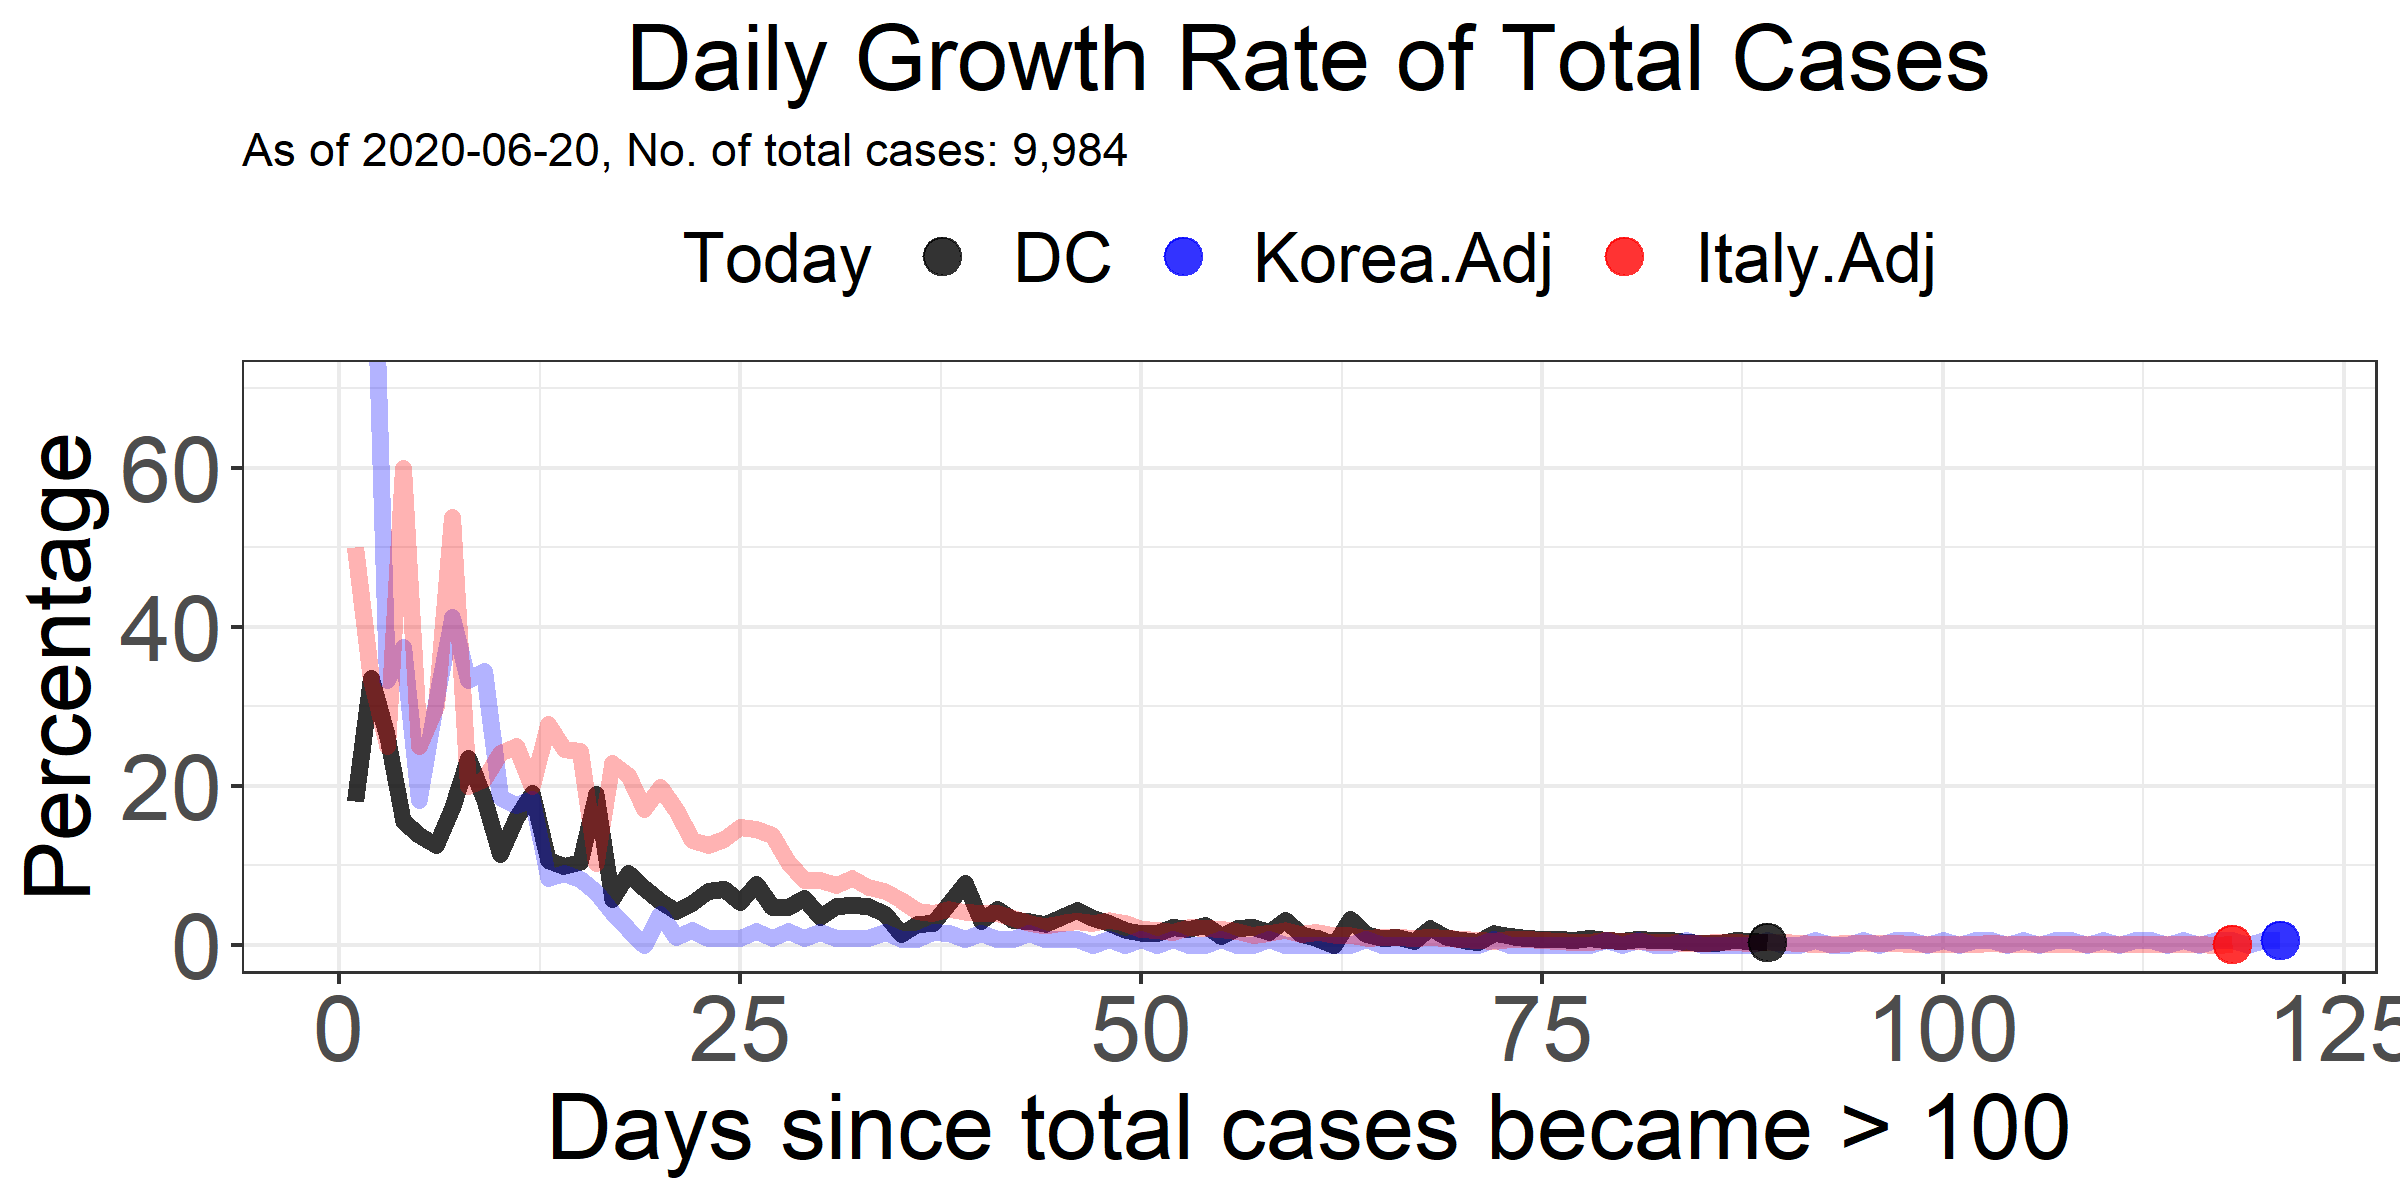 Daily Growth Rate of Total Cases
As of 2020-06-20, No. of total cases: 9,984
Today DC Korea.Adj Italy.Adj
Percentage
60
40
20
0
0 25 50 75 100 125
Days since total cases became > 100